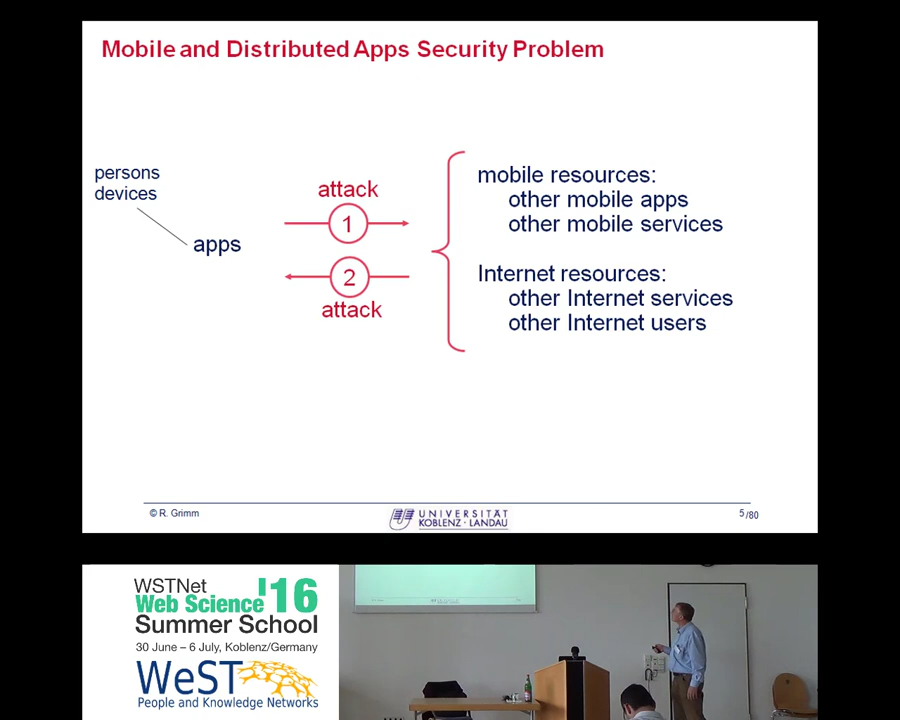 Mobile and Distributed Apps Security Problem
persons
devices
apps
attack
1
2
attack
mobile resources:
other mobile apps
other mobile services
Internet resources:
other Internet services
other Internet users
© R. Grimm
UNIVERSITÄT
KOBLENZ · LANDAU
5/80
WSTNet
Web Science '16
Summer School
30 June – 6 July, Koblenz/Germany
WeST
People and Knowledge Networks